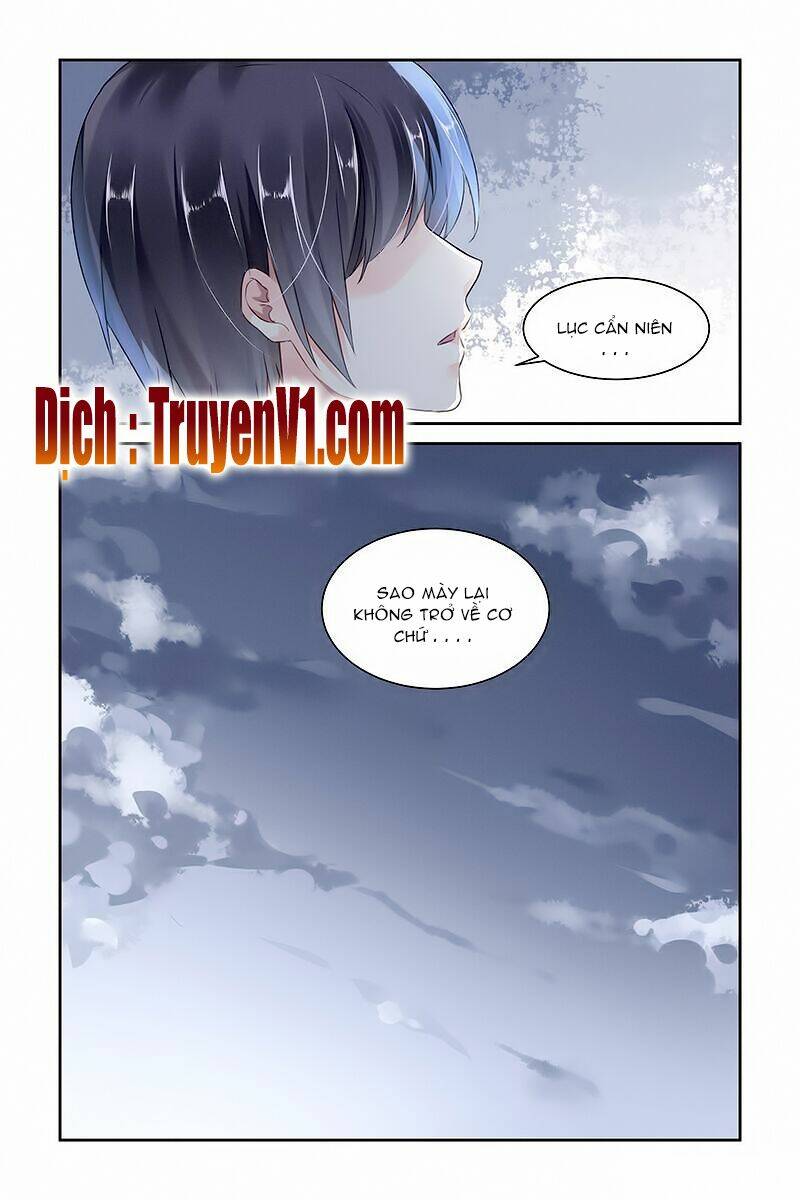 LỤC CẨN NIÊN
. . .
Dịch : TruyenV1.com
SAO MÀY LẠI
KHÔNG TRỞ VỀ CƠ
CHỨ . . . .